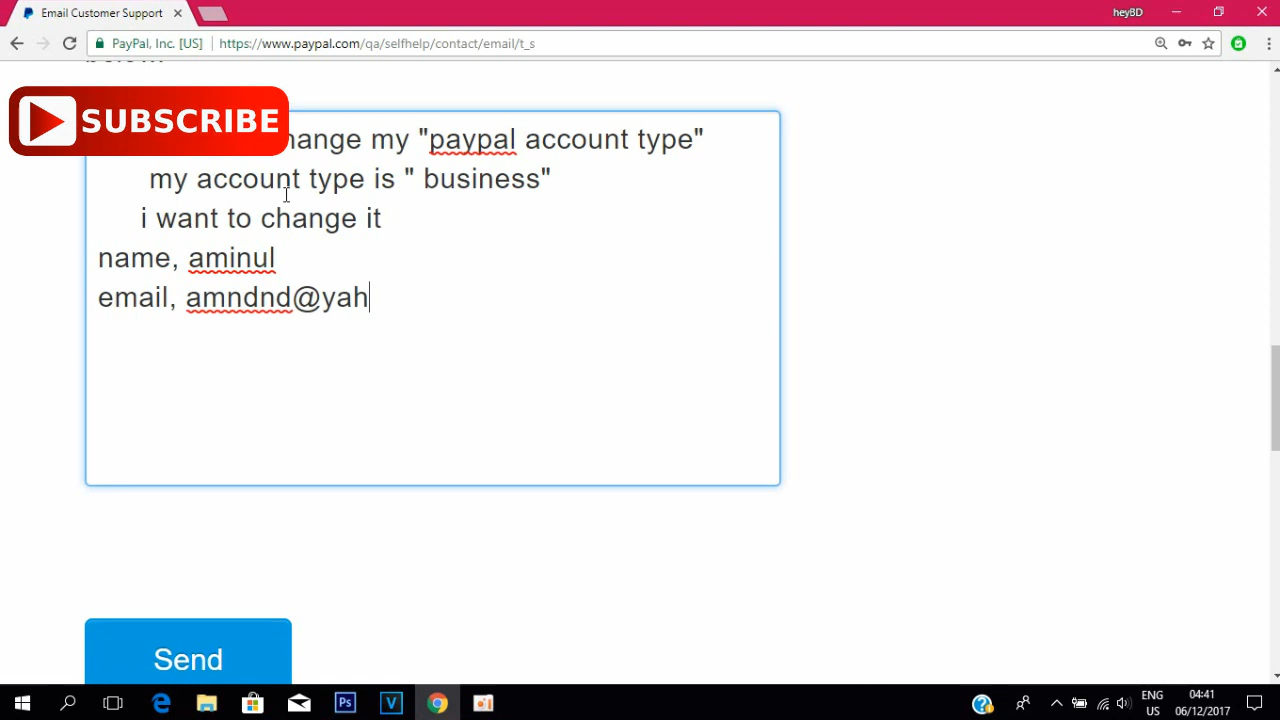 Email Customer Support
heyBD
PayPal, Inc. [US]
https://www.paypal.com/qa/selfhelp/contact/email/t_s
SUBSCRIBE
change my "paypal account type"
my account type is " business"
i want to change it
name, aminul
email, amndnd@yah
Send
Ps
V
ENG
US
04:41
06/12/2017